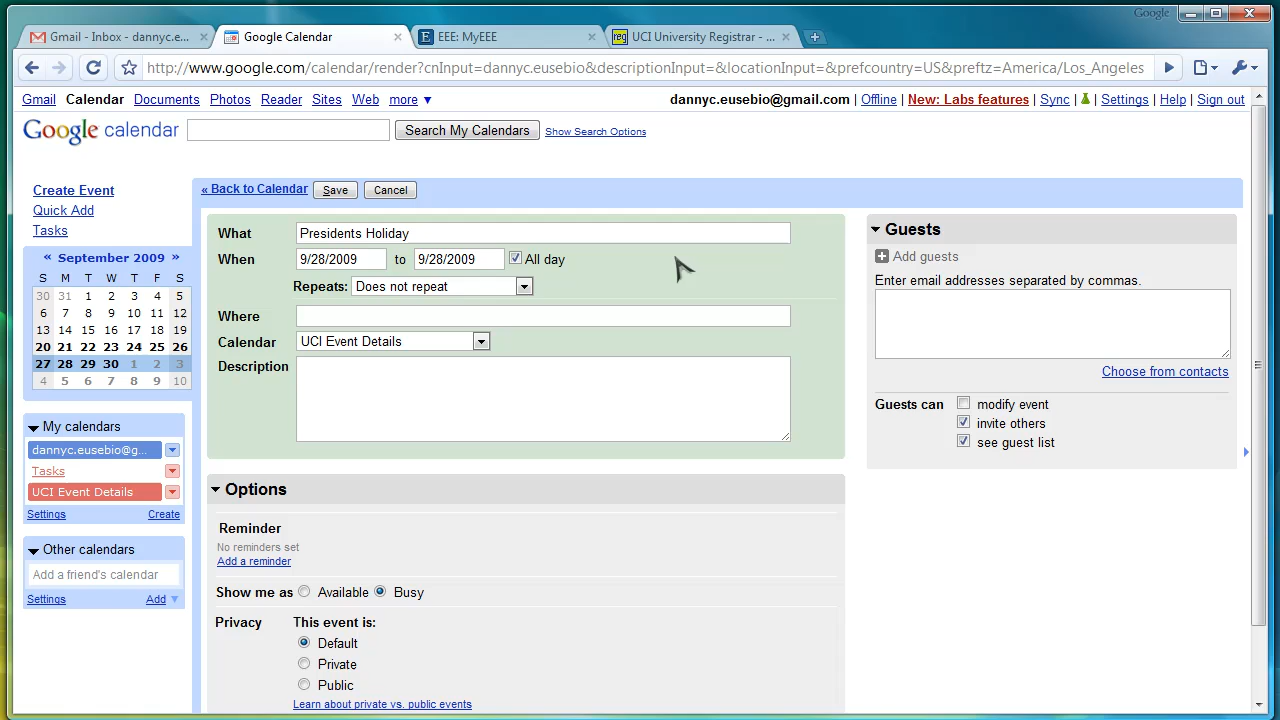 Google
Gmail - Inbox - dannyc.e...
Google Calendar
EEE: MyEEE
UCI University Registrar - ...
http://www.google.com/calendar/render?cnInput=dannyc.eusebio&descriptionInput=&locationInput=&prefcountry=US&preftz=America/Los_Angeles
Gmail Calendar Documents Photos Reader Sites Web more ▼
dannyc.eusebio@gmail.com | Offline | New: Labs features | Sync | Settings | Help | Sign out
Google calendar
Search My Calendars
Show Search Options
Create Event
Quick Add
Tasks
« September 2009 »
S M T W T F S
30 31 1 2 3 4 5
6 7 8 9 10 11 12
13 14 15 16 17 18 19
20 21 22 23 24 25 26
27 28 29 30 1 2 3
4 5 6 7 8 9 10
My calendars
dannyc.eusebio@g...
Tasks
UCI Event Details
Settings Create
Other calendars
Add a friend's calendar
Settings Add ▼
« Back to Calendar Save Cancel
What Presidents Holiday
When 9/28/2009 to 9/28/2009 All day
Repeats: Does not repeat
Where
Calendar UCI Event Details
Description
Options
Reminder
No reminders set
Add a reminder
Show me as Available Busy
Privacy This event is:
Default
Private
Public
Learn about private vs. public events
Guests
Add guests
Enter email addresses separated by commas.
Choose from contacts
Guests can modify event
invite others
see guest list